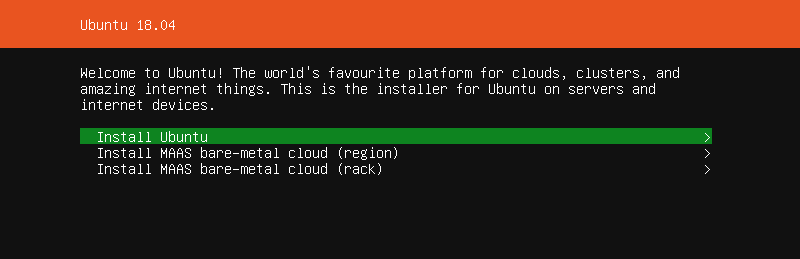 Ubuntu 18.04
Welcome to Ubuntu! The world's favourite platform for clouds, clusters, and
amazing internet things. This is the installer for Ubuntu on servers and
internet devices.
Install Ubuntu >
Install MAAS bare-metal cloud (region) >
Install MAAS bare-metal cloud (rack) >